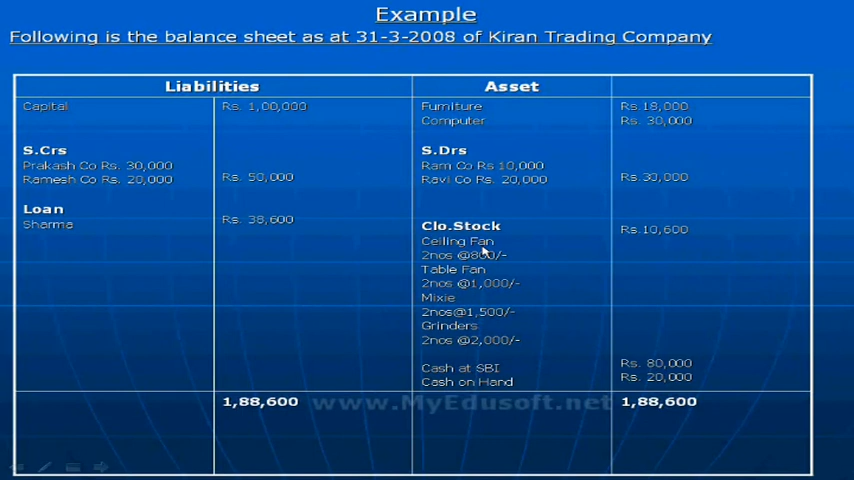 Example
Following is the balance sheet as at 31-3-2008 of Kiran Trading Company
Liabilities Asset
Capital Rs. 1,00,000 Furniture Rs.18,000
Computer Rs. 30,000
S.Crs S.Drs
Prakash Co Rs. 30,000 Ram Co Rs 10,000
Ramesh Co Rs. 20,000 Rs. 50,000 Ravi Co Rs. 20,000 Rs.30,000
Loan
Sharma Rs. 38,600 Clo.Stock Rs.10,600
Ceiling Fan
2nos @800/-
Table Fan
2nos @1,000/-
Mixie
2nos@1,500/-
Grinders
2nos @2,000/-
Cash at SBI Rs. 80,000
Cash on Hand Rs. 20,000
1,88,600 www.MyEdusoft.net 1,88,600